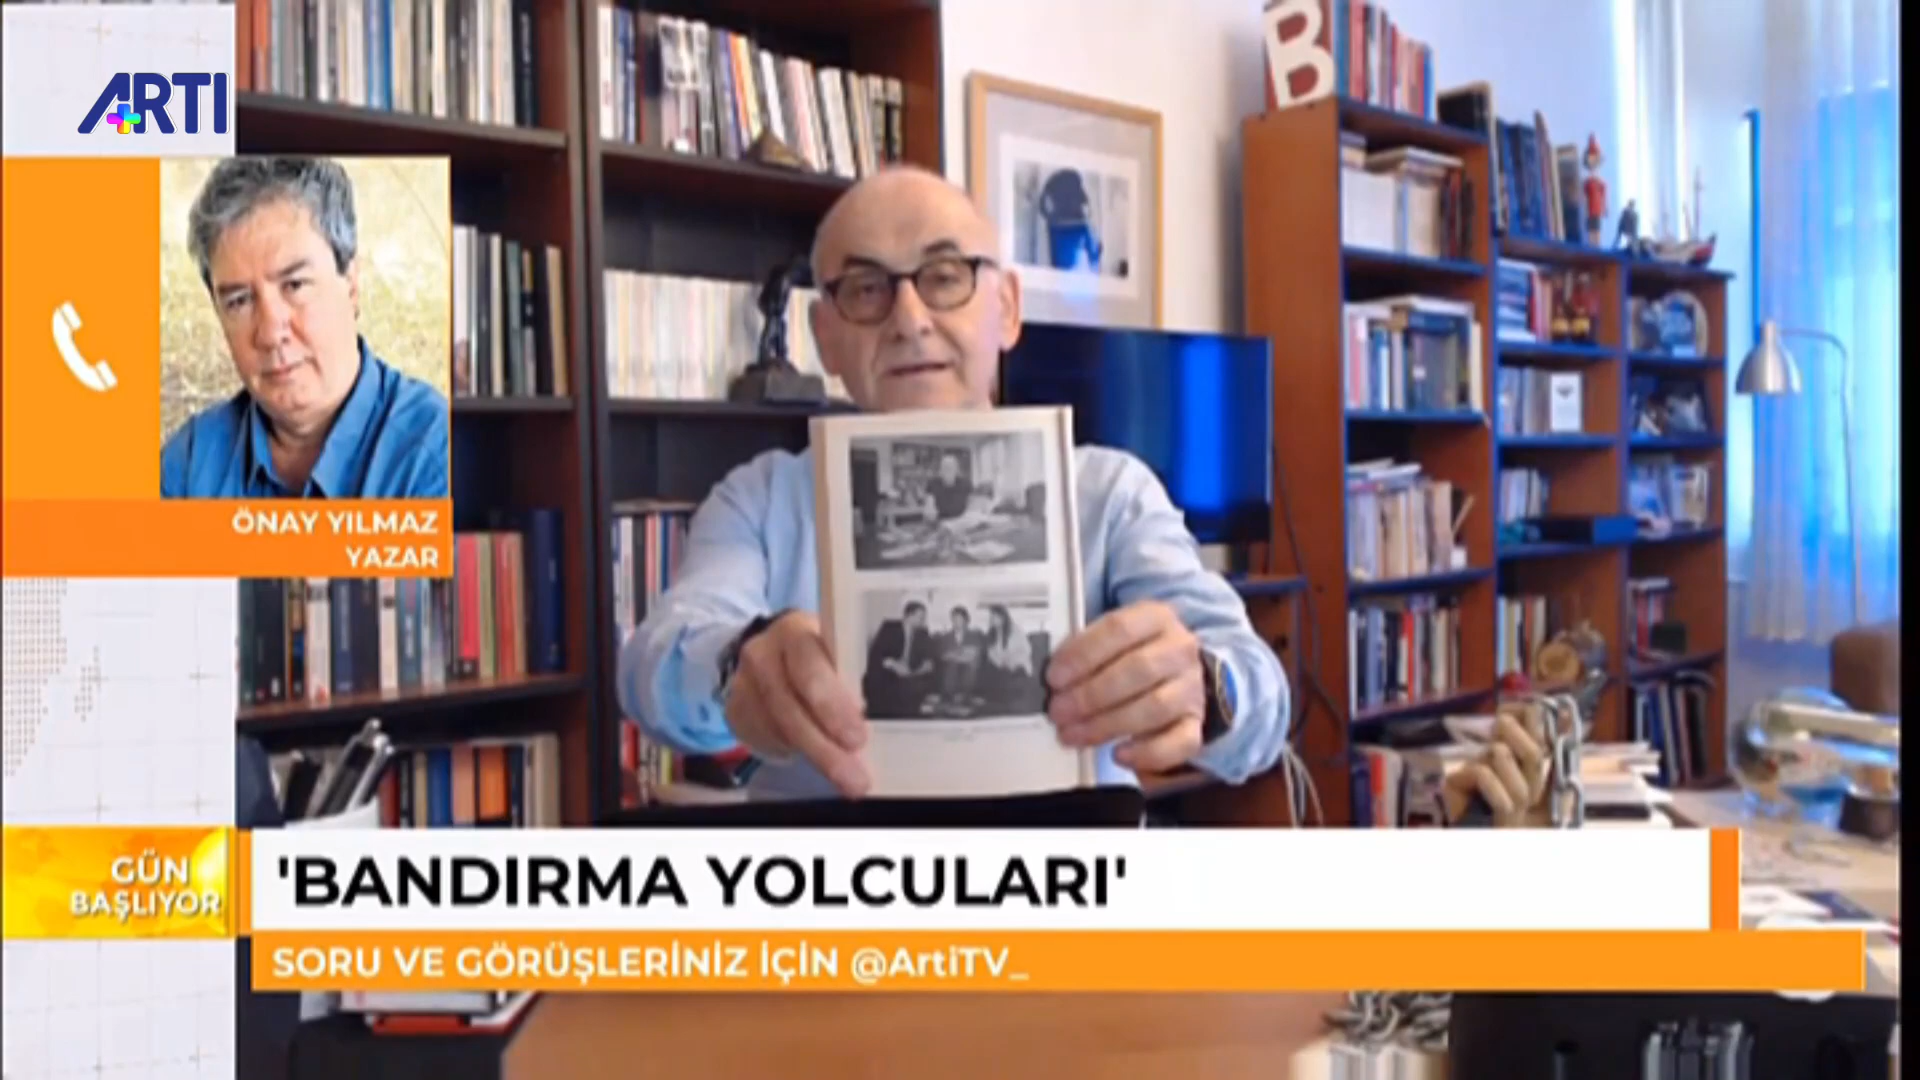 ARTI
B
ÖNAY YILMAZ
YAZAR
GÜN
BAŞLIYOR
'BANDIRMA YOLCULARI'
SORU VE GÖRÜŞLERİNİZ İÇİN @ArtiTV_